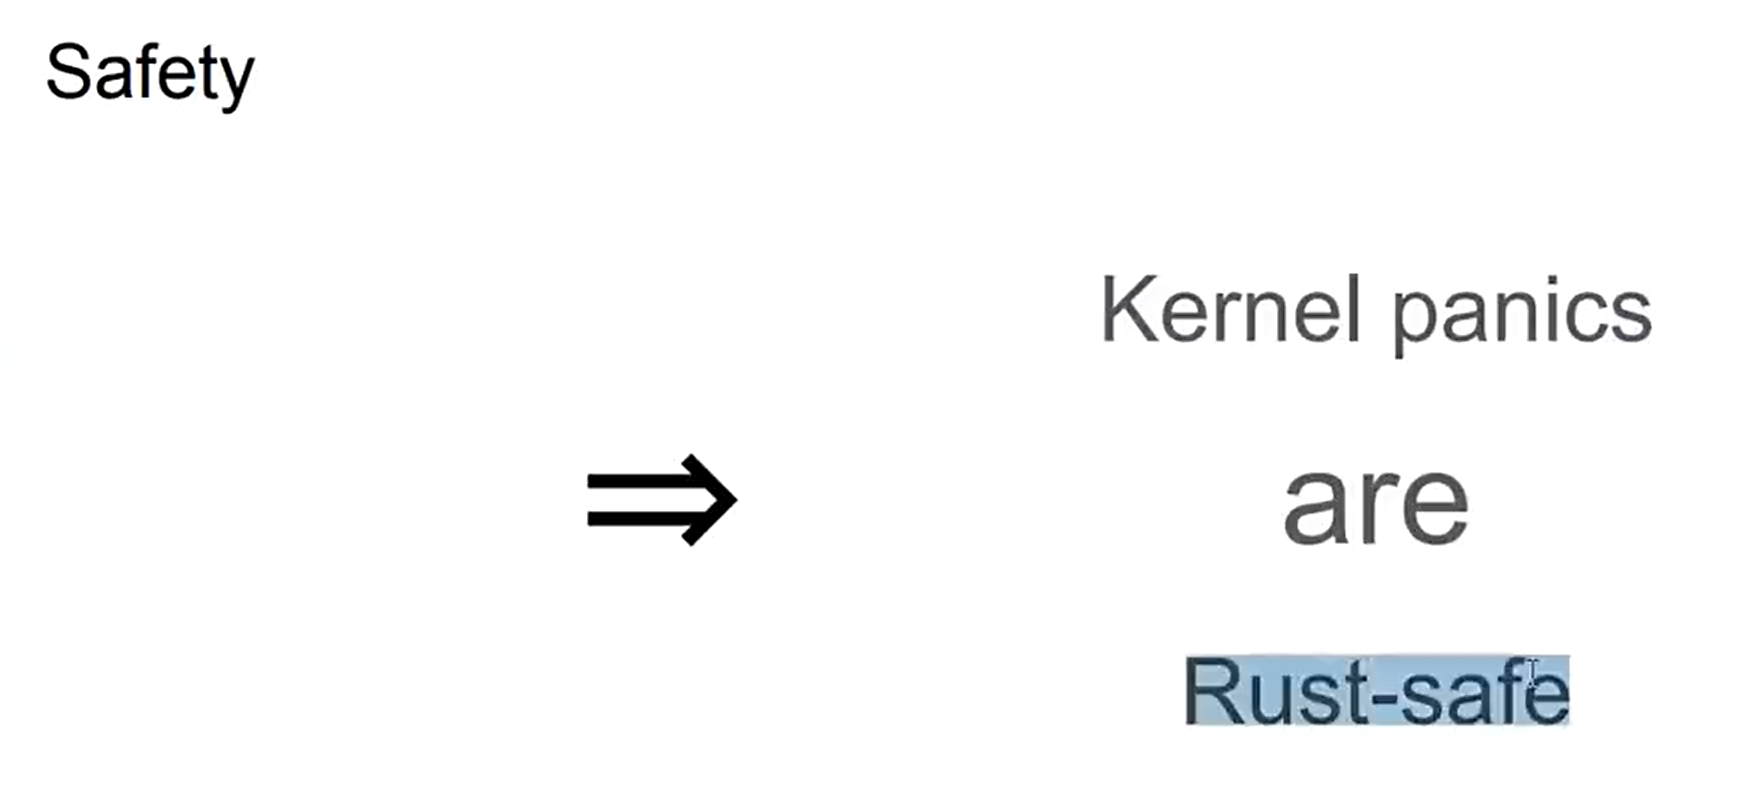 Safety
Kernel panics
⇒
are
Rust-safe